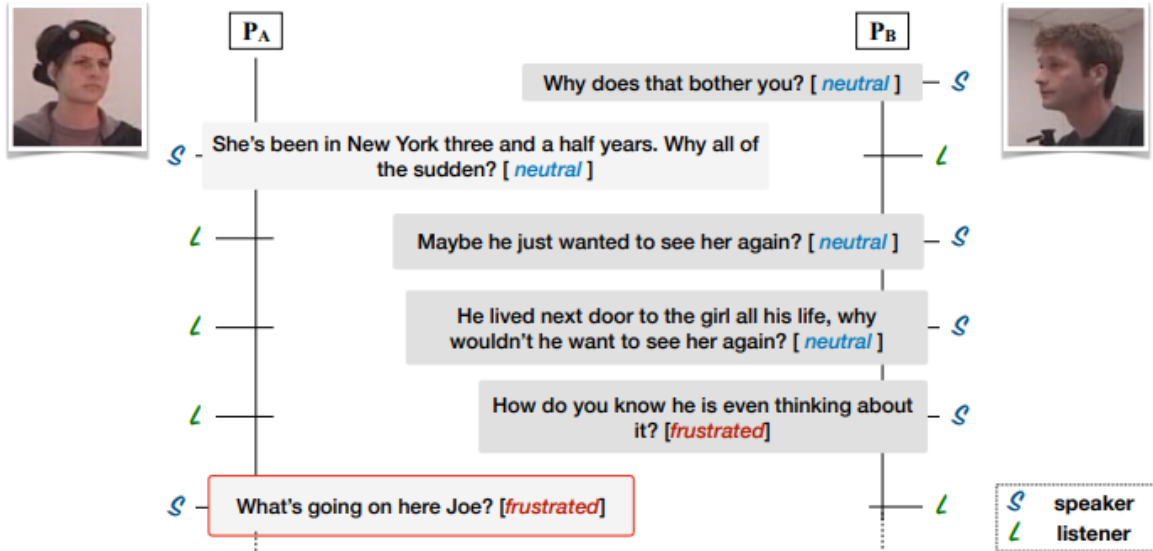 P_A P_B
Why does that bother you? [ neutral ] S
She's been in New York three and a half years. Why all of
S the sudden? [ neutral ] L
L Maybe he just wanted to see her again? [ neutral ] S
He lived next door to the girl all his life, why
L wouldn't he want to see her again? [ neutral ] S
How do you know he is even thinking about
L it? [frustrated] S
S What's going on here Joe? [frustrated] L
S speaker
L listener